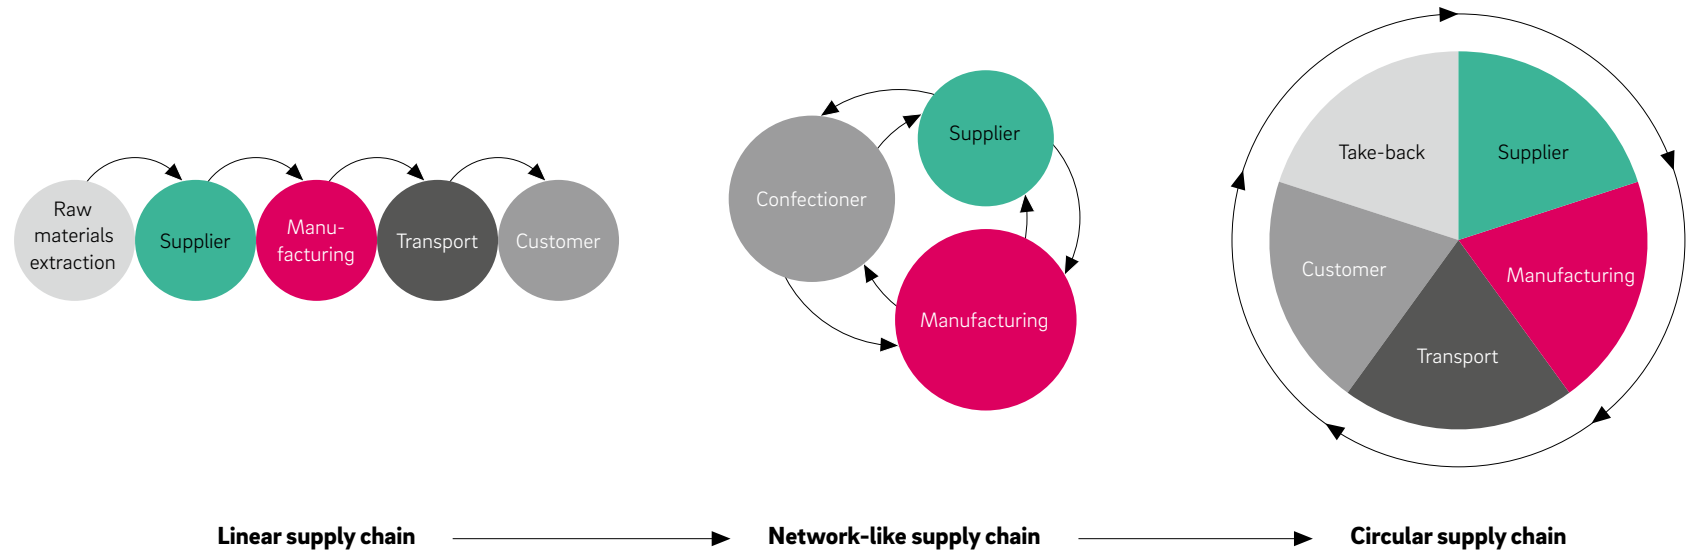 Raw
materials
extraction
Supplier
Manu-
facturing
Transport
Customer
Confectioner
Supplier
Manufacturing
Take-back
Supplier
Customer
Manufacturing
Transport
Linear supply chain
Network-like supply chain
Circular supply chain